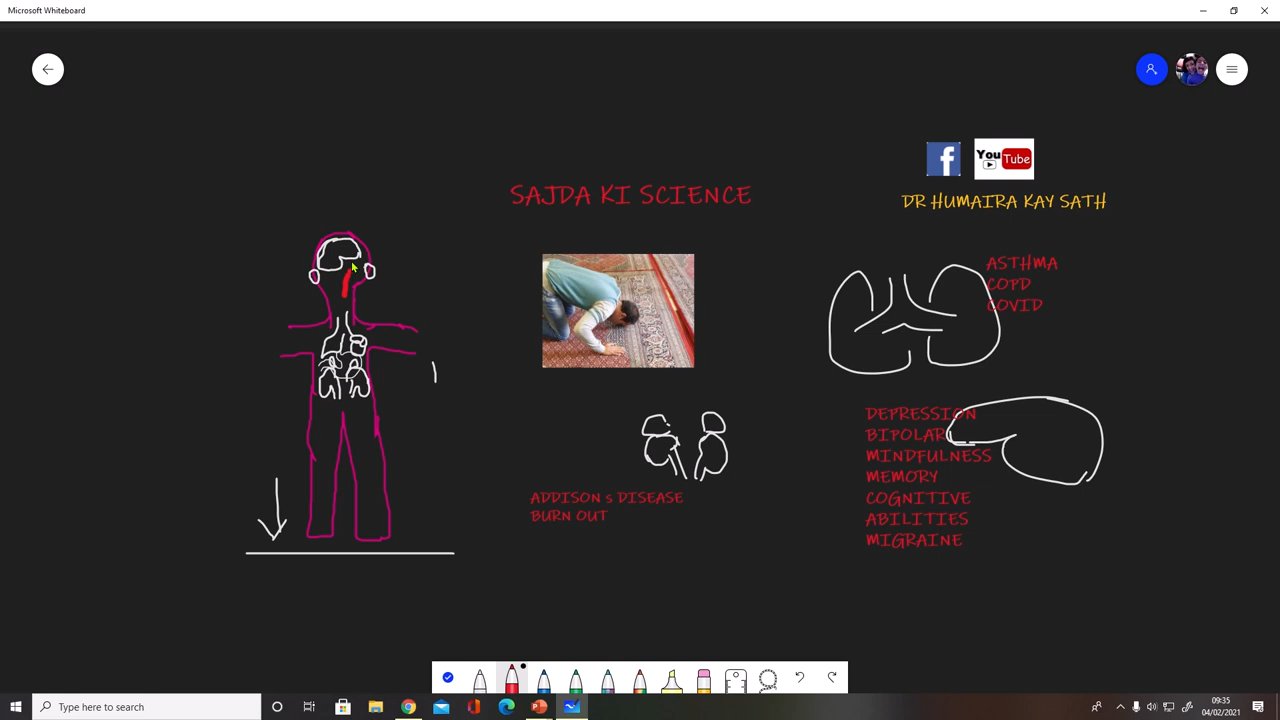 Microsoft Whiteboard
f
You Tube
SAJDA KI SCIENCE
DR HUMAIRA KAY SATH
ASTHMA
COPD
COVID
DEPRESSION
BIPOLAR
MINDFULNESS
MEMORY
COGNITIVE
ABILITIES
MIGRAINE
ADDISON s DISEASE
BURN OUT
Type here to search
09:35
04/02/2021